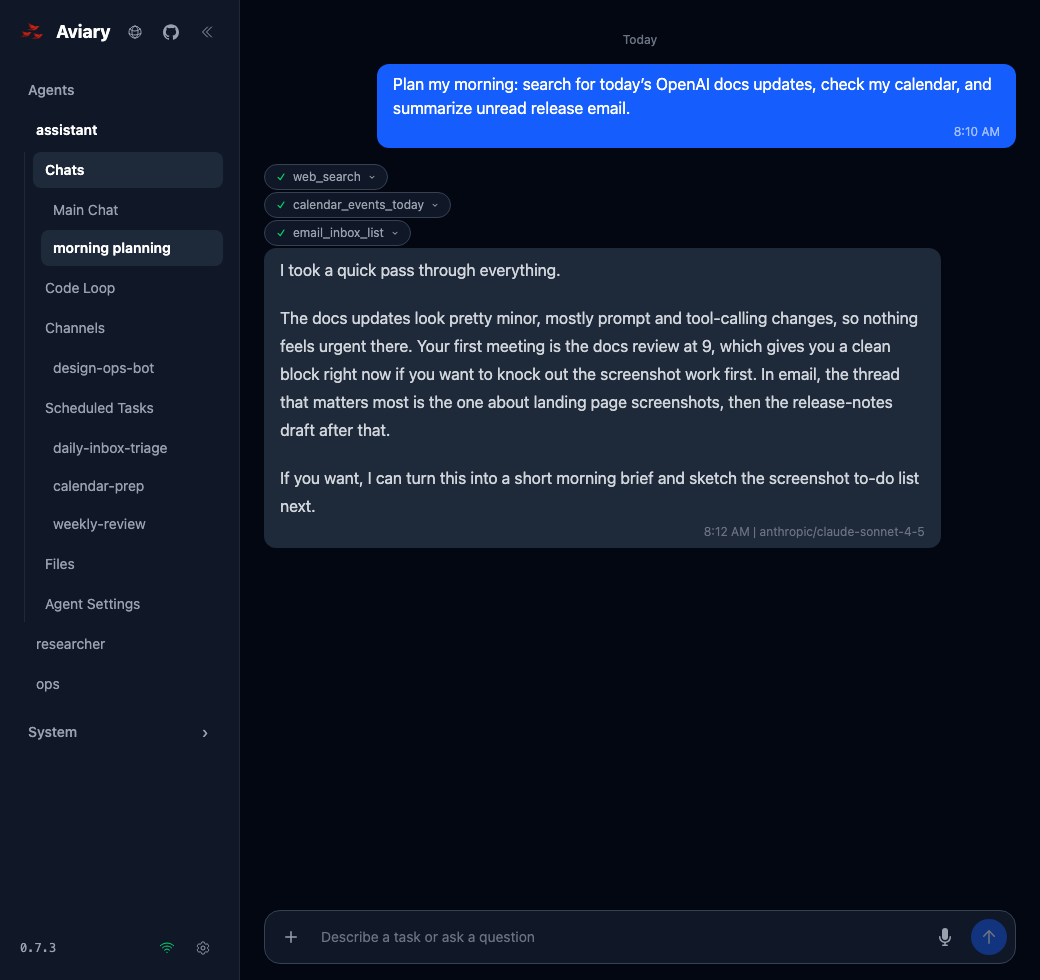 Aviary
Agents
assistant
Chats
Main Chat
morning planning
Code Loop
Channels
design-ops-bot
Scheduled Tasks
daily-inbox-triage
calendar-prep
weekly-review
Files
Agent Settings
researcher
ops
System
0.7.3
Today
Plan my morning: search for today’s OpenAI docs updates, check my calendar, and
summarize unread release email.
8:10 AM
web_search
calendar_events_today
email_inbox_list
I took a quick pass through everything.
The docs updates look pretty minor, mostly prompt and tool-calling changes, so nothing
feels urgent there. Your first meeting is the docs review at 9, which gives you a clean
block right now if you want to knock out the screenshot work first. In email, the thread
that matters most is the one about landing page screenshots, then the release-notes
draft after that.
If you want, I can turn this into a short morning brief and sketch the screenshot to-do list
next.
8:12 AM | anthropic/claude-sonnet-4-5
Describe a task or ask a question